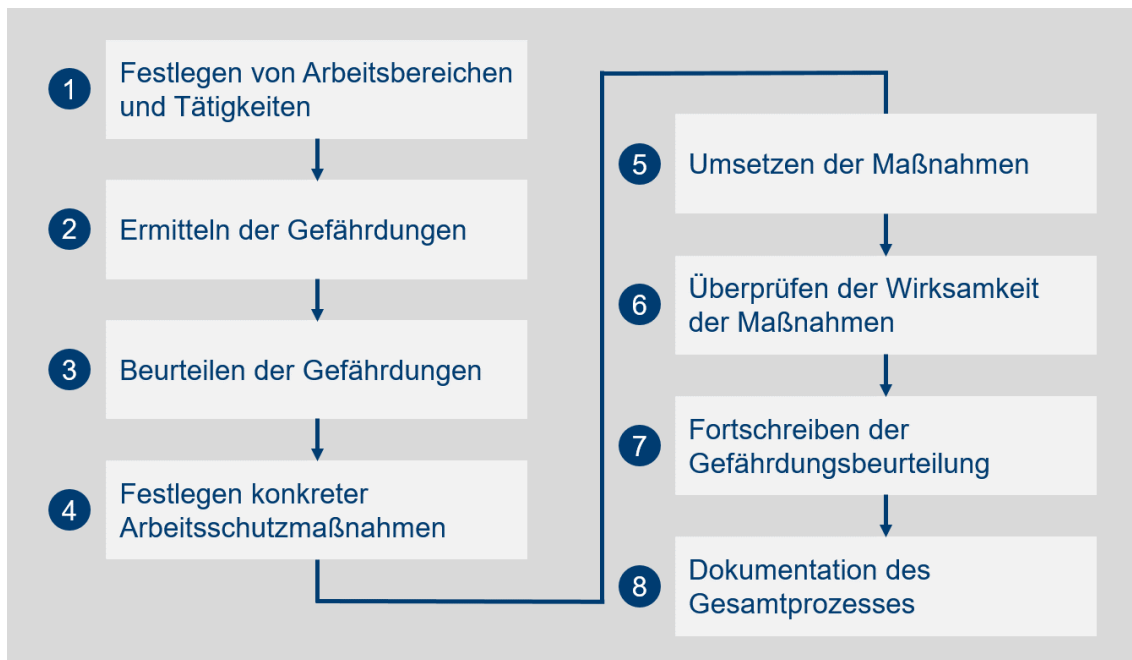 1
Festlegen von Arbeitsbereichen
und Tätigkeiten
2
Ermitteln der Gefährdungen
3
Beurteilen der Gefährdungen
4
Festlegen konkreter
Arbeitsschutzmaßnahmen
5
Umsetzen der Maßnahmen
6
Überprüfen der Wirksamkeit
der Maßnahmen
7
Fortschreiben der
Gefährdungsbeurteilung
8
Dokumentation des
Gesamtprozesses